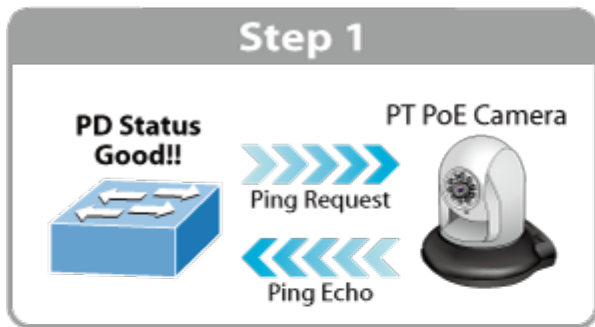 Step 1
PD Status
Good!!
PT PoE Camera
Ping Request
Ping Echo